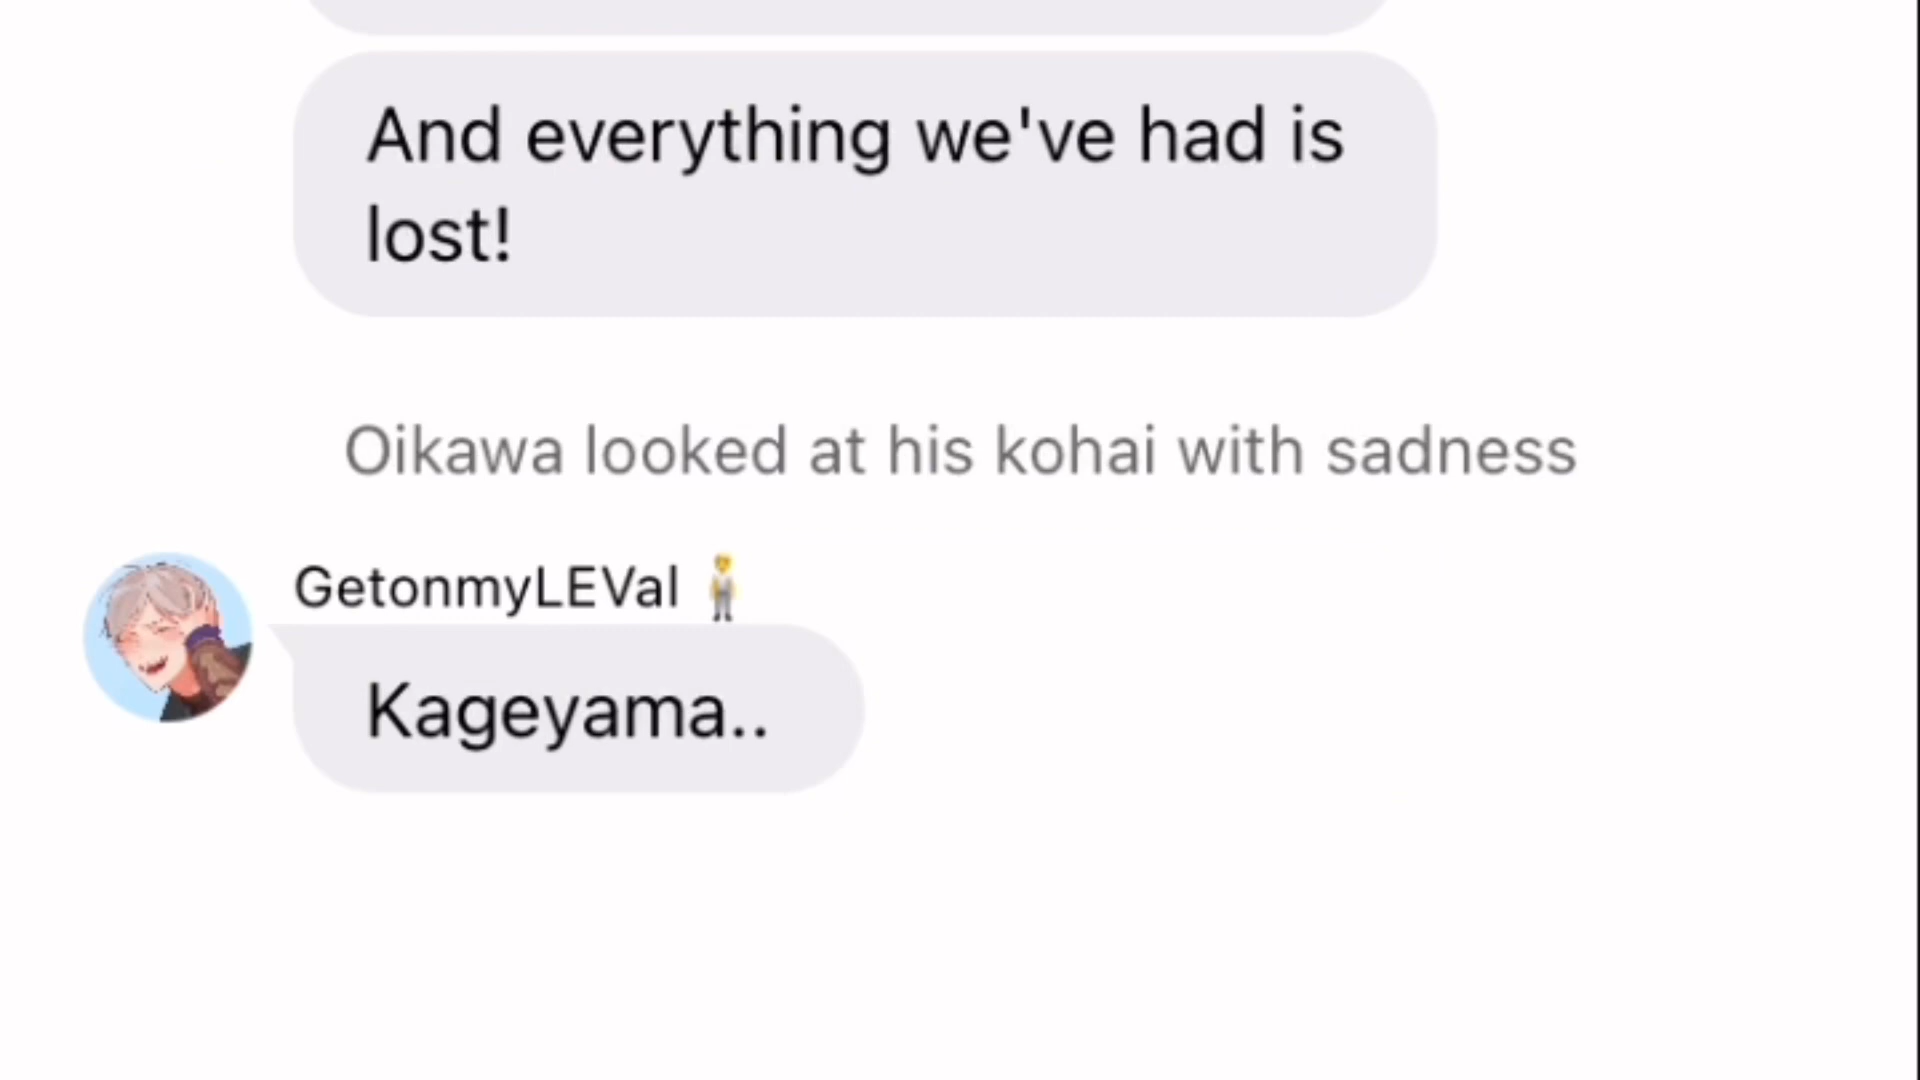 And everything we've had is
lost!
Oikawa looked at his kohai with sadness
GetonmyLEVal 🧍
Kageyama..